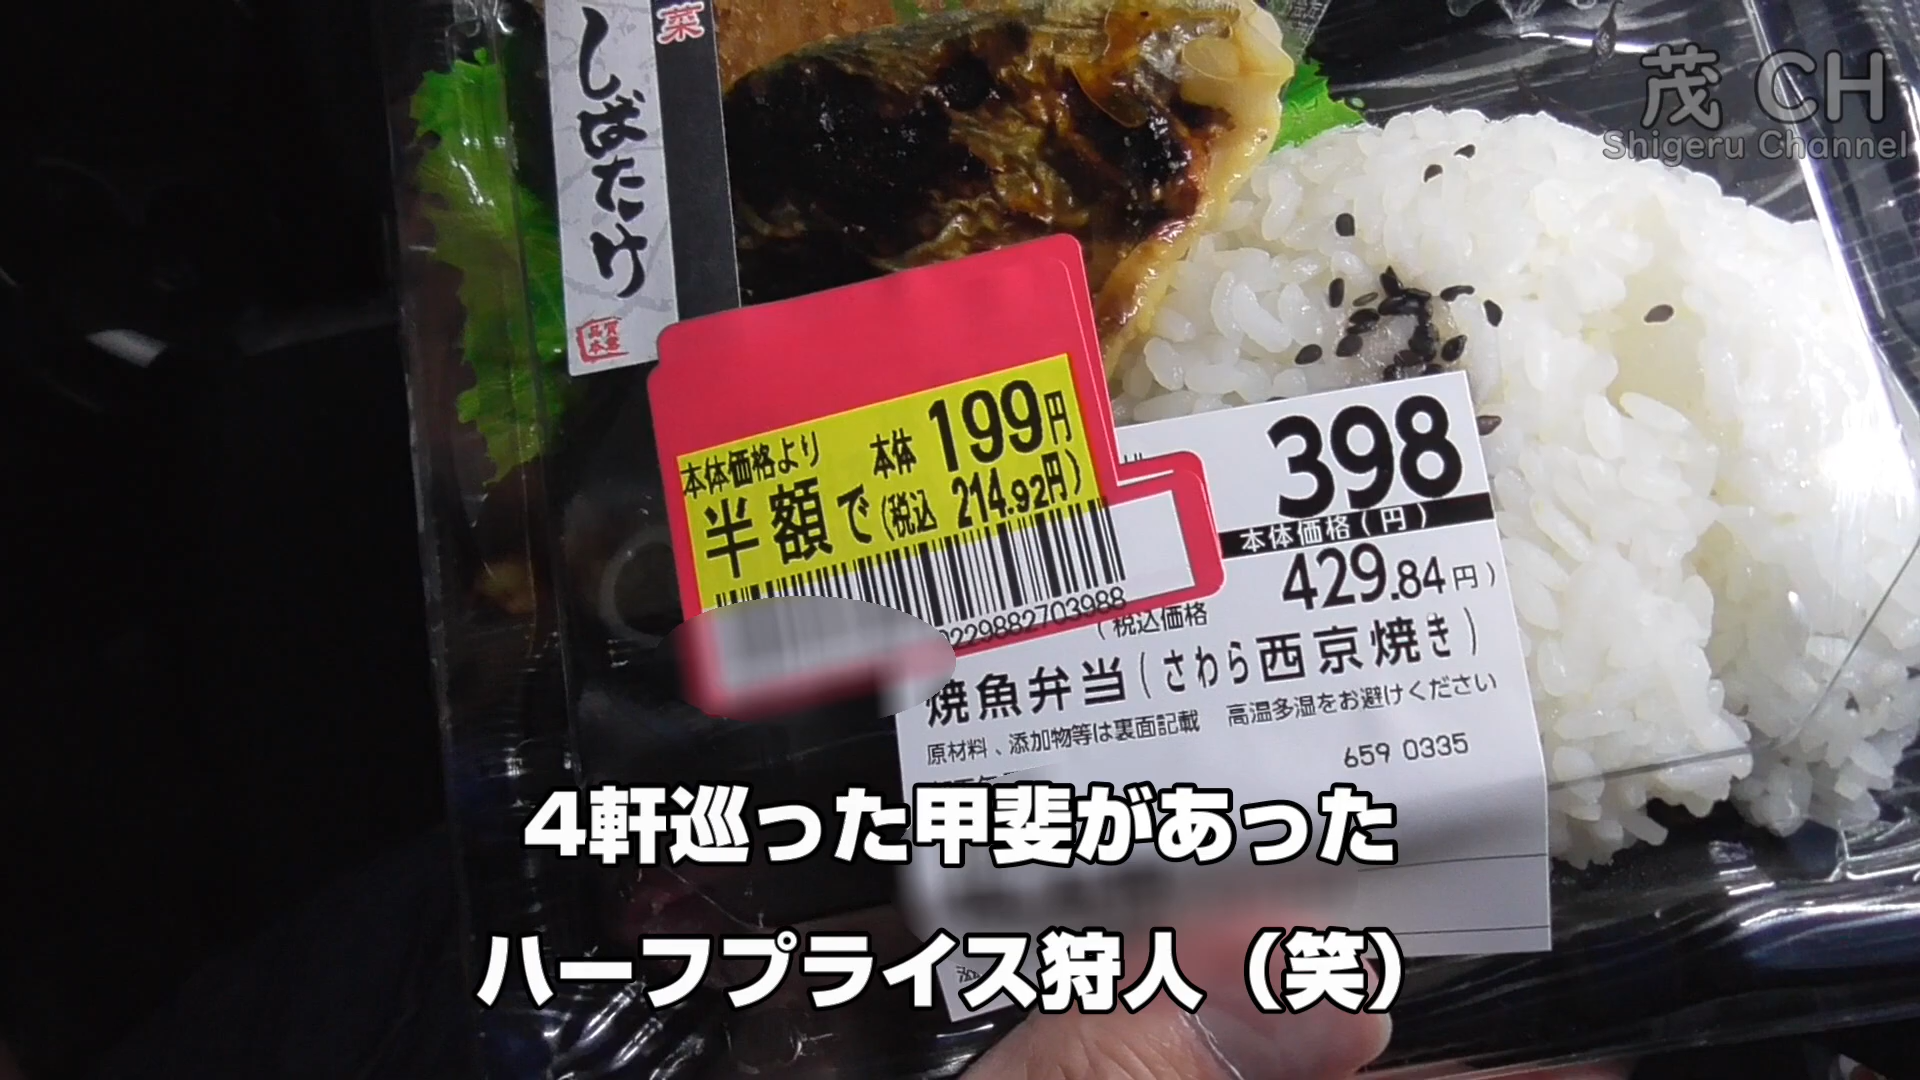 茂 CH
Shigeru Channel
菜
しばたけ
品質
本意
本体価格より 本体 199円
半額で(税込 214.92円)
0229882703988
398
本体価格(円)
429.84円)
(税込価格
焼魚弁当(さわら西京焼き)
原材料、添加物等は裏面記載 高温多湿をお避けください
659 0335
4軒巡った甲斐があった
ハーフプライス狩人(笑)